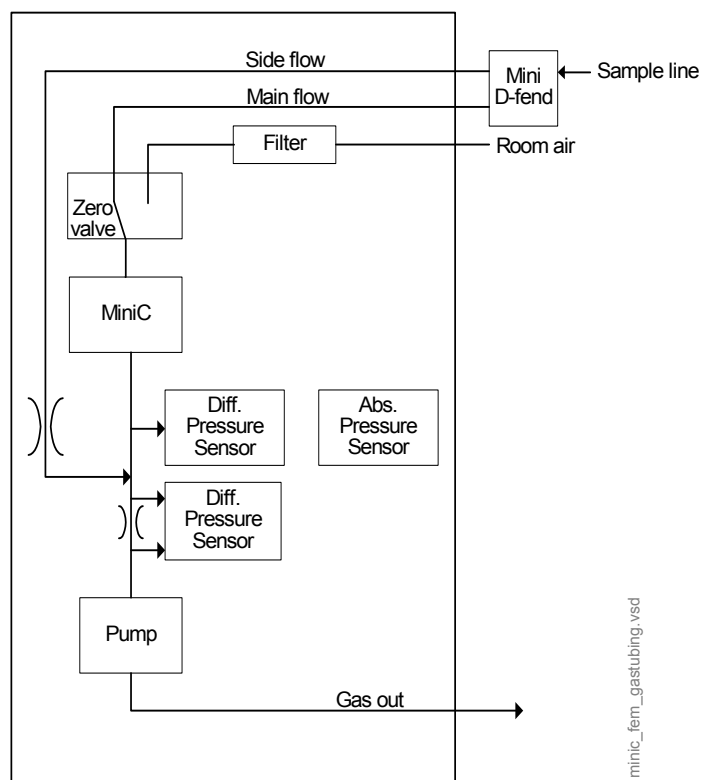 Side flow
Mini
D-fend
Sample line
Main flow
Filter
Room air
Zero
valve
MiniC
Diff.
Pressure
Sensor
Abs.
Pressure
Sensor
Diff.
Pressure
Sensor
Pump
Gas out
minic_fem_gastubing.vsd